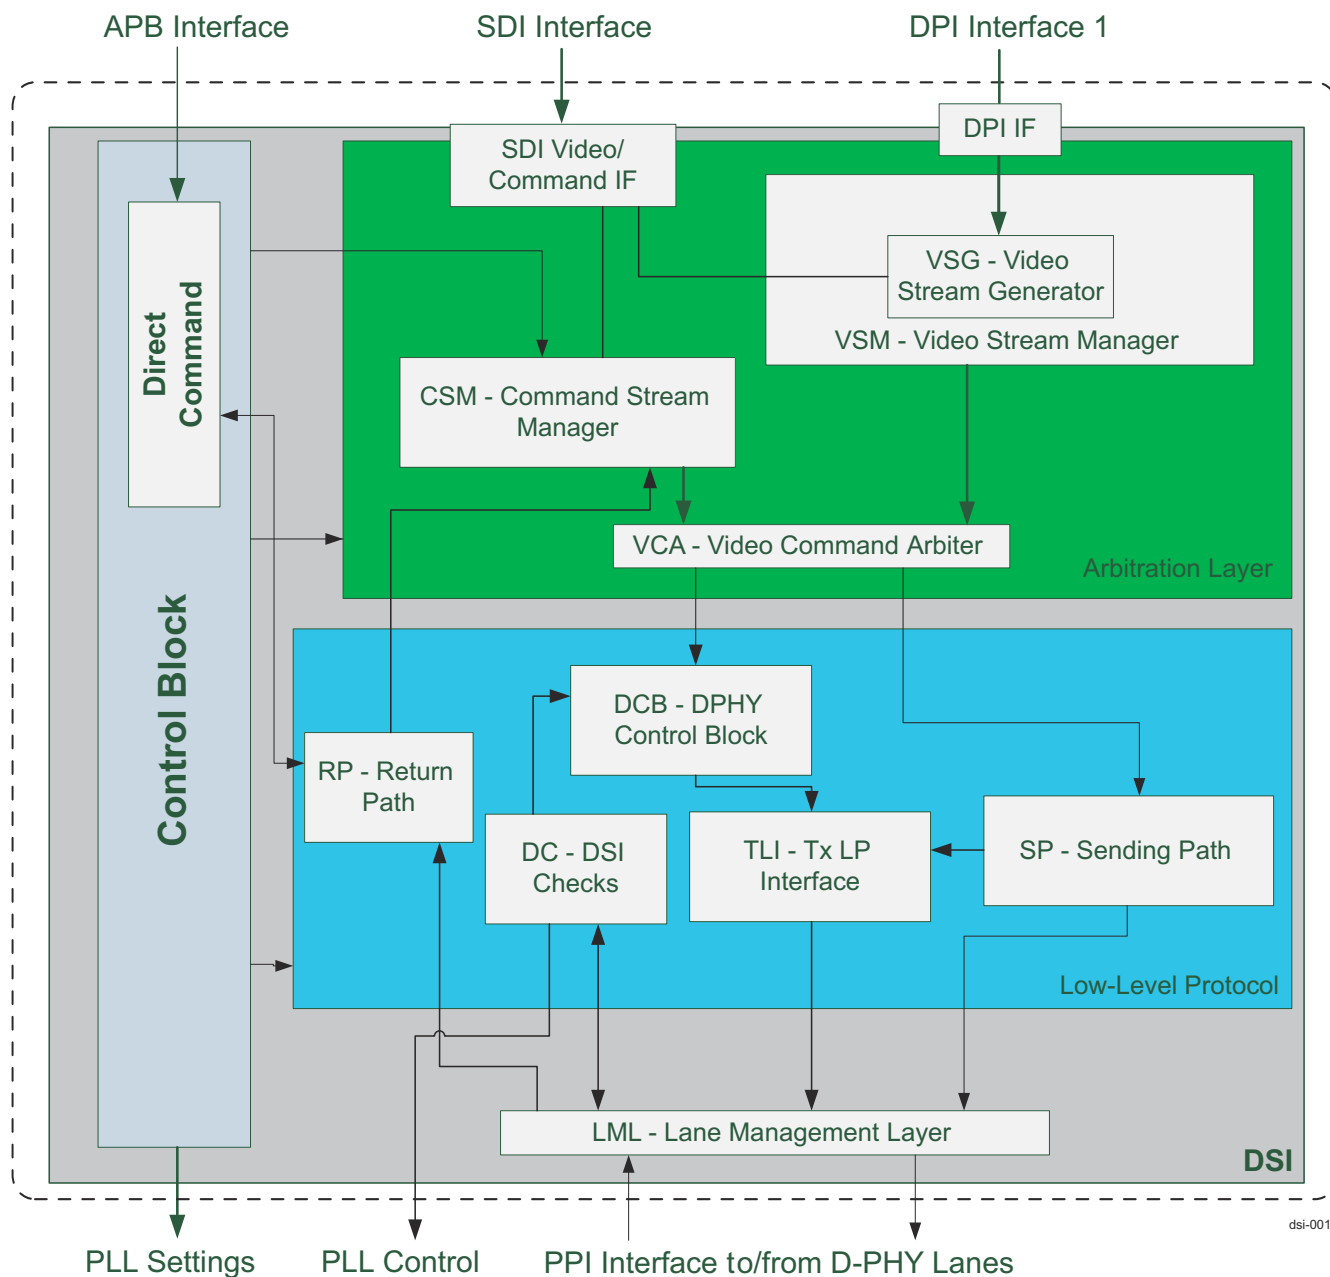 APB Interface
SDI Interface
DPI Interface 1
DPI IF
SDI Video/
Command IF
VSG - Video
Stream Generator
VSM - Video Stream Manager
Direct
Command
CSM - Command Stream
Manager
VCA - Video Command Arbiter
Arbitration Layer
Control Block
DCB - DPHY
Control Block
RP - Return
Path
DC - DSI
Checks
TLI - Tx LP
Interface
SP - Sending Path
Low-Level Protocol
LML - Lane Management Layer
DSI
dsi-001
PLL Settings
PLL Control
PPI Interface to/from D-PHY Lanes